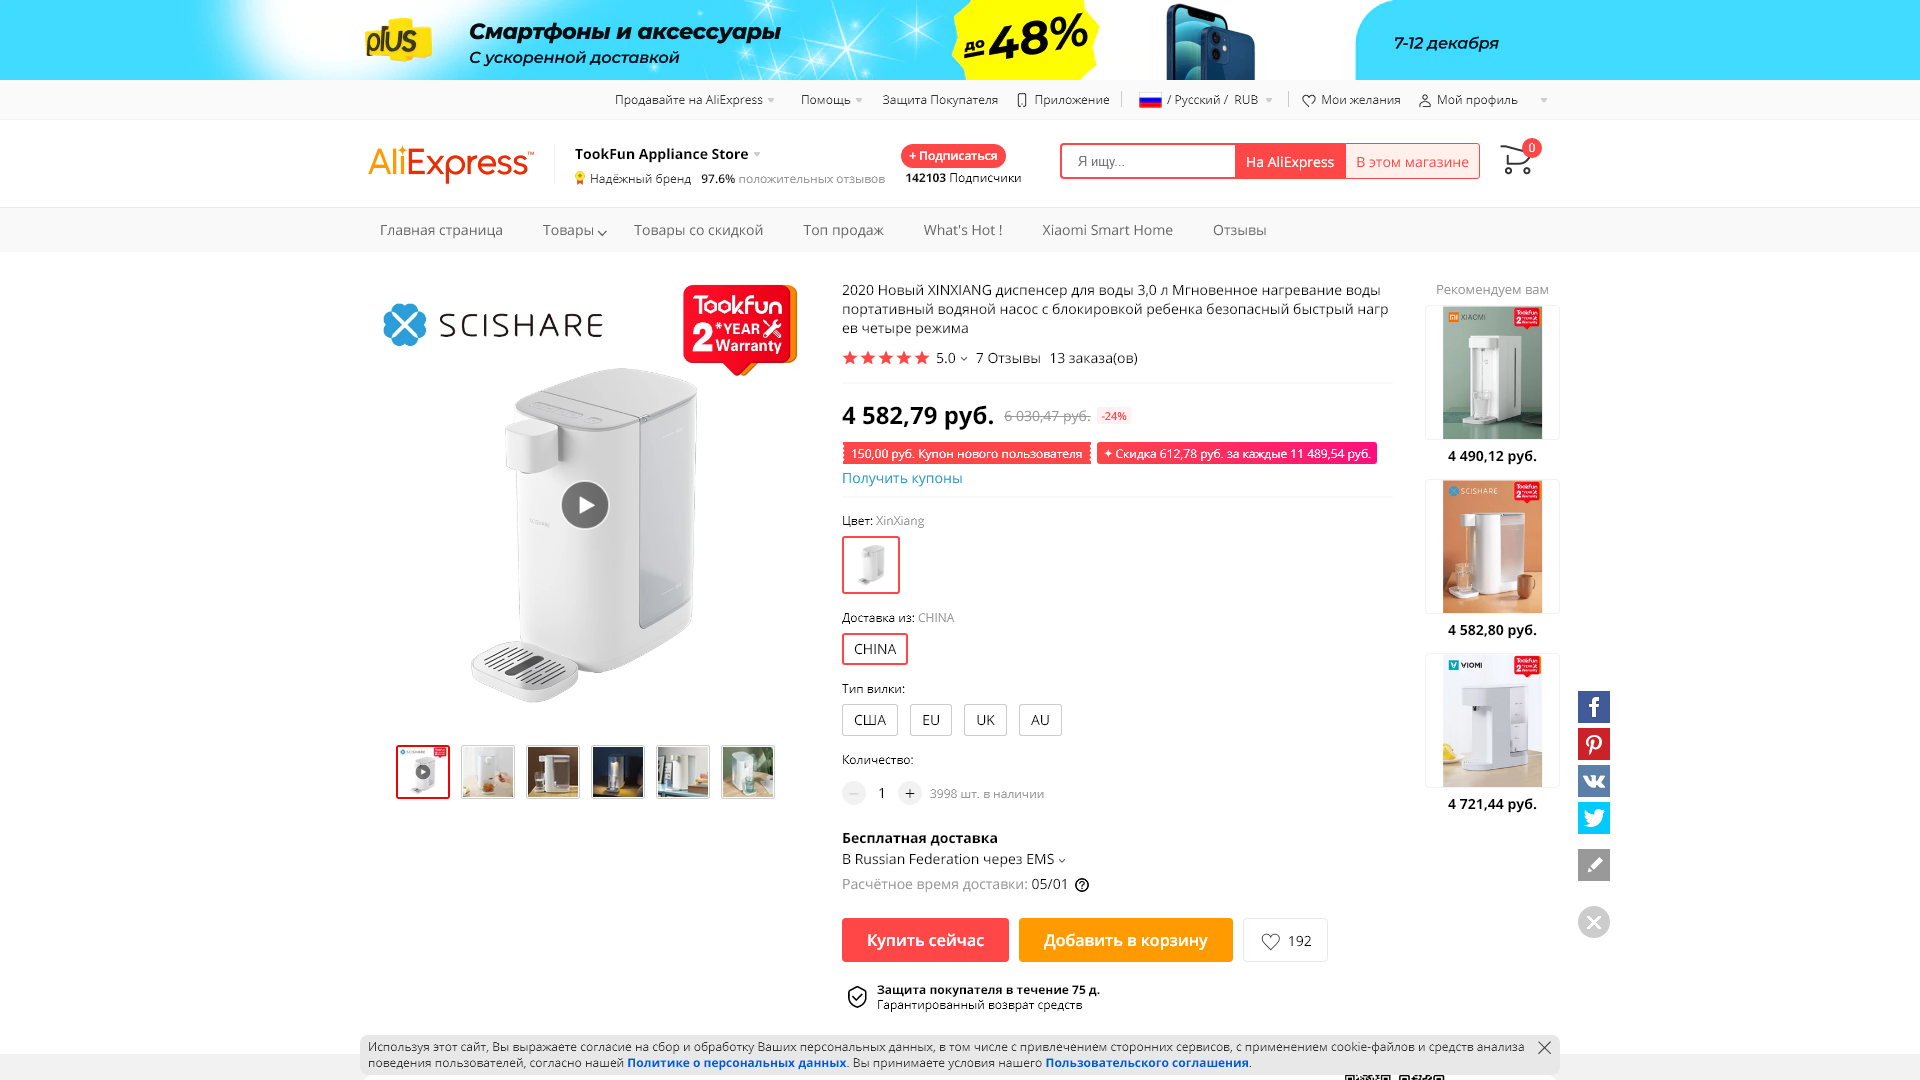 plus
Смартфоны и аксессуары
С ускоренной доставкой
до 48%
7-12 декабря
Продавайте на AliExpress
Помощь
Защита Покупателя
Приложение
/ Русский / RUB
Мои желания
Мой профиль
AliExpress™
TookFun Appliance Store
Надёжный бренд 97.6% положительных отзывов
+ Подписаться
142103 Подписчики
Я ищу...
На AliExpress
В этом магазине
0
Главная страница
Товары
Товары со скидкой
Топ продаж
What's Hot !
Xiaomi Smart Home
Отзывы
SCISHARE
TookFun
2*YEAR
Warranty
SCISHARE
2020 Новый XINXIANG диспенсер для воды 3,0 л Мгновенное нагревание воды
портативный водяной насос с блокировкой ребенка безопасный быстрый нагр
ев четыре режима
5.0 7 Отзывы 13 заказа(ов)
4 582,79 руб. 6 030,47 руб. -24%
150,00 руб. Купон нового пользователя
Скидка 612,78 руб. за каждые 11 489,54 руб.
Получить купоны
Цвет: XinXiang
Доставка из: CHINA
CHINA
Тип вилки:
США
EU
UK
AU
Количество:
1
+
3998 шт. в наличии
Бесплатная доставка
В Russian Federation через EMS
Расчётное время доставки: 05/01
Купить сейчас
Добавить в корзину
192
Защита покупателя в течение 75 д.
Гарантированный возврат средств
Рекомендуем вам
XIAOMI
TookFun
4 490,12 руб.
SCISHARE
TookFun
4 582,80 руб.
VIOMI
TookFun
4 721,44 руб.
Используя этот сайт, Вы выражаете согласие на сбор и обработку Ваших персональных данных, в том числе с привлечением сторонних сервисов, с применением cookie-файлов и средств анализа
поведения пользователей, согласно нашей Политике о персональных данных. Вы принимаете условия нашего Пользовательского соглашения.